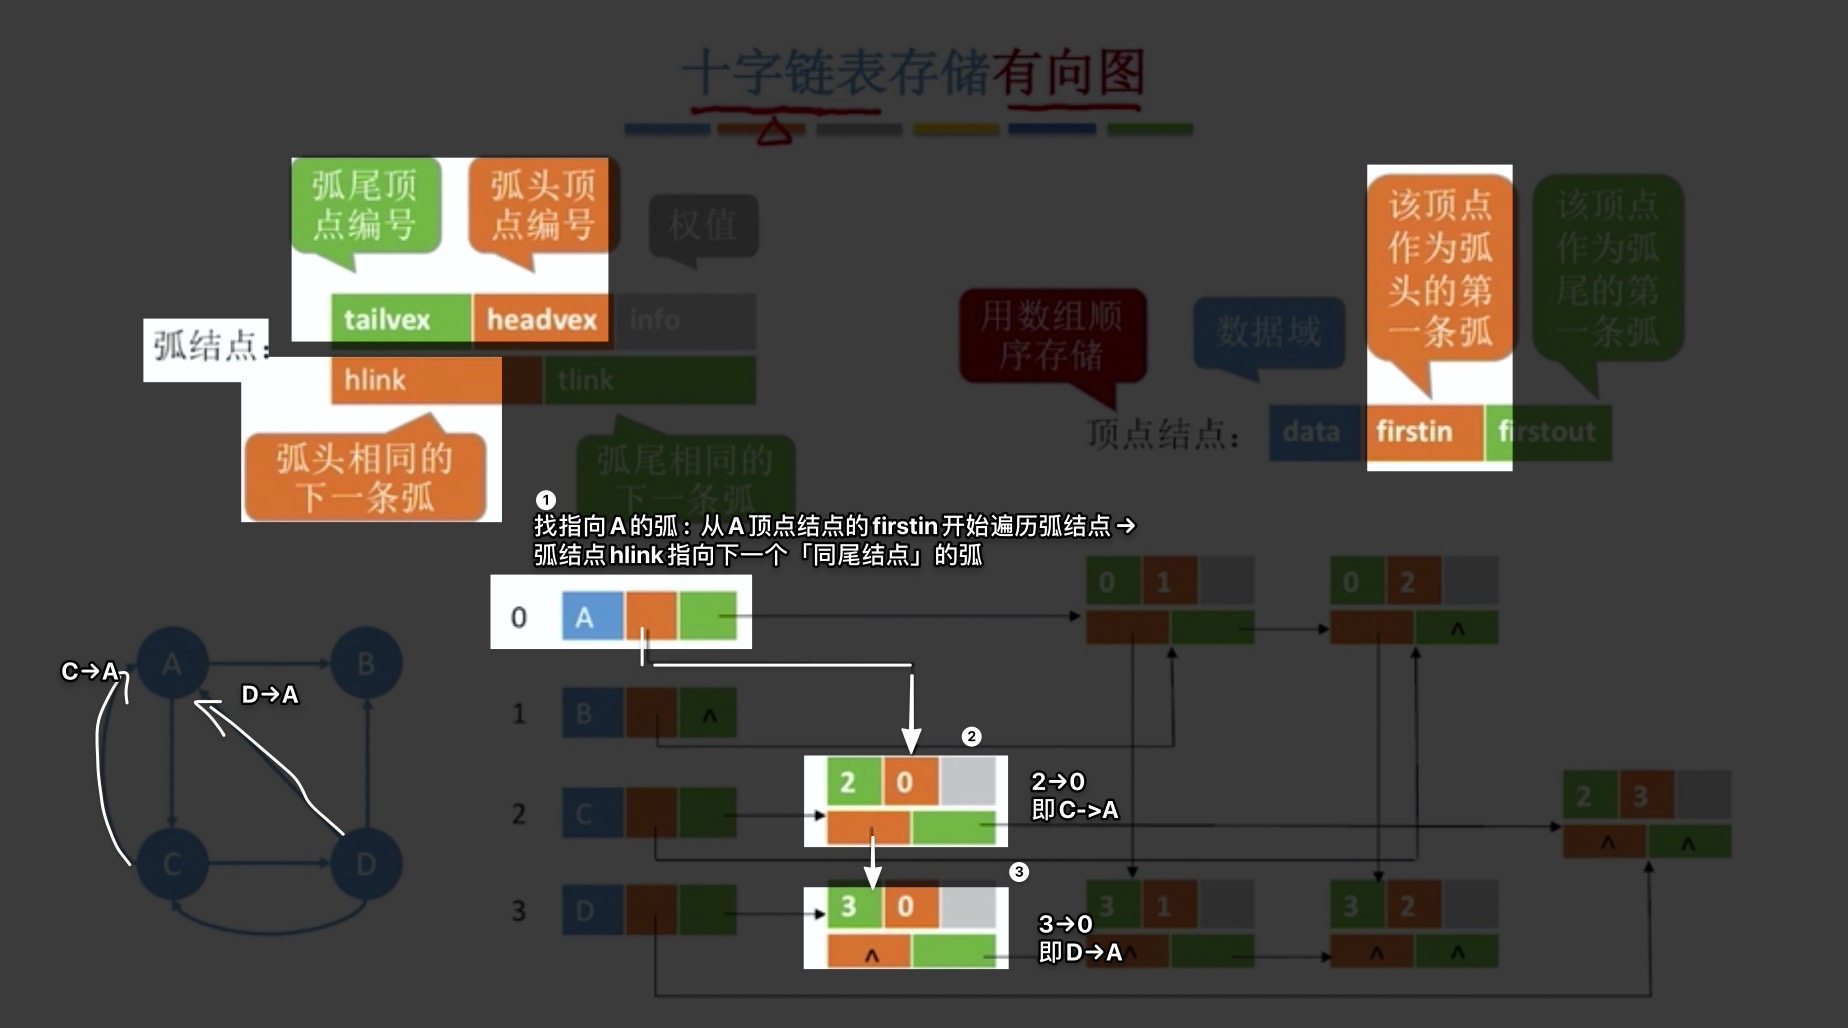 十字链表存储有向图
弧尾顶
点编号
弧头顶
点编号
权值
弧结点：
tailvex headvex info
hlink tlink
弧头相同的
下一条弧
弧尾相同的
下一条弧
用数组顺
序存储
数据域
该顶点
作为弧
头的第
一条弧
该顶点
作为弧
尾的第
一条弧
顶点结点：
data firstin firstout
1
找指向A的弧：从A顶点结点的firstin开始遍历弧结点→
弧结点hlink指向下一个「同尾结点」的弧
C→A
D→A
A B
C D
0 A
1 B ^
2 C
3 D
0 1
0 2
^
2
2 0
2→0
即C->A
2 3
^ ^
3
3 0
^
3→0
即D→A
3 1
^
3 2
^ ^